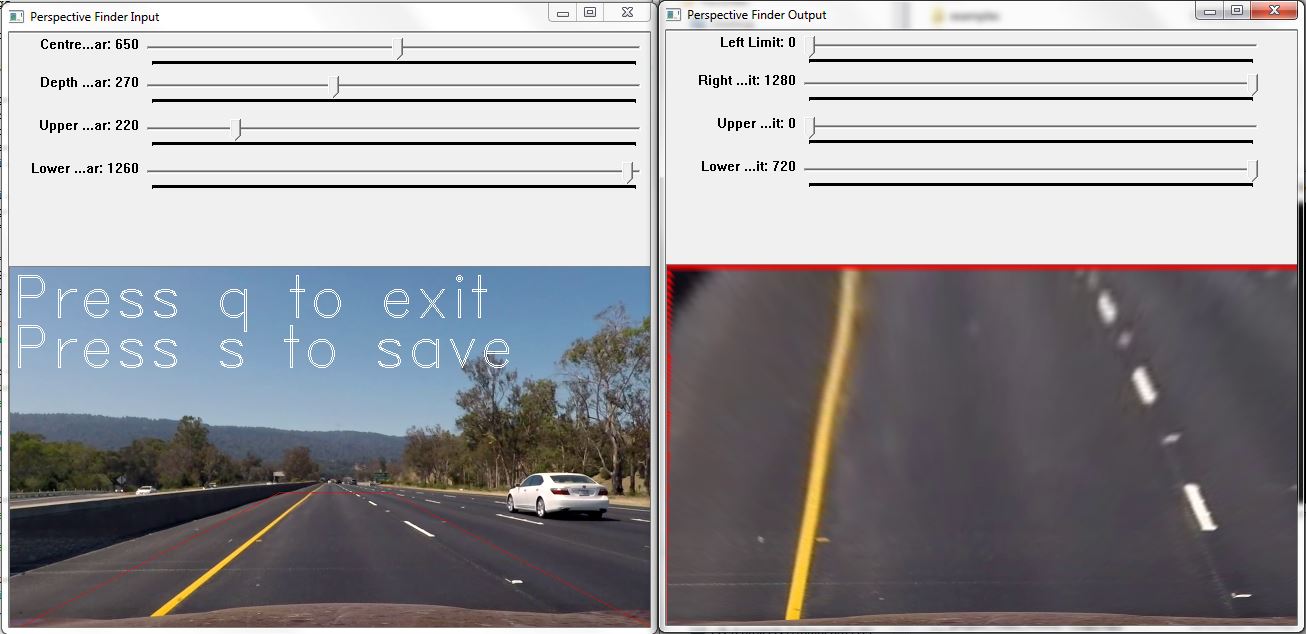 Perspective Finder Input
Centre...ar: 650
Depth ...ar: 270
Upper ...ar: 220
Lower ...ar: 1260
Press q to exit
Press s to save
Perspective Finder Output
Left Limit: 0
Right ...it: 1280
Upper ...it: 0
Lower ...it: 720